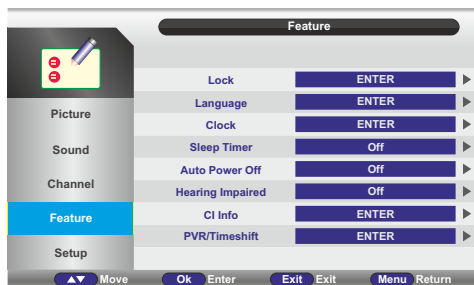 Feature
Lock ENTER
Language ENTER
Clock ENTER
Sleep Timer Off
Auto Power Off Off
Hearing Impaired Off
CI Info ENTER
PVR/Timeshift ENTER
Picture
Sound
Channel
Feature
Setup
▲▼ Move Ok Enter Exit Exit Menu Return